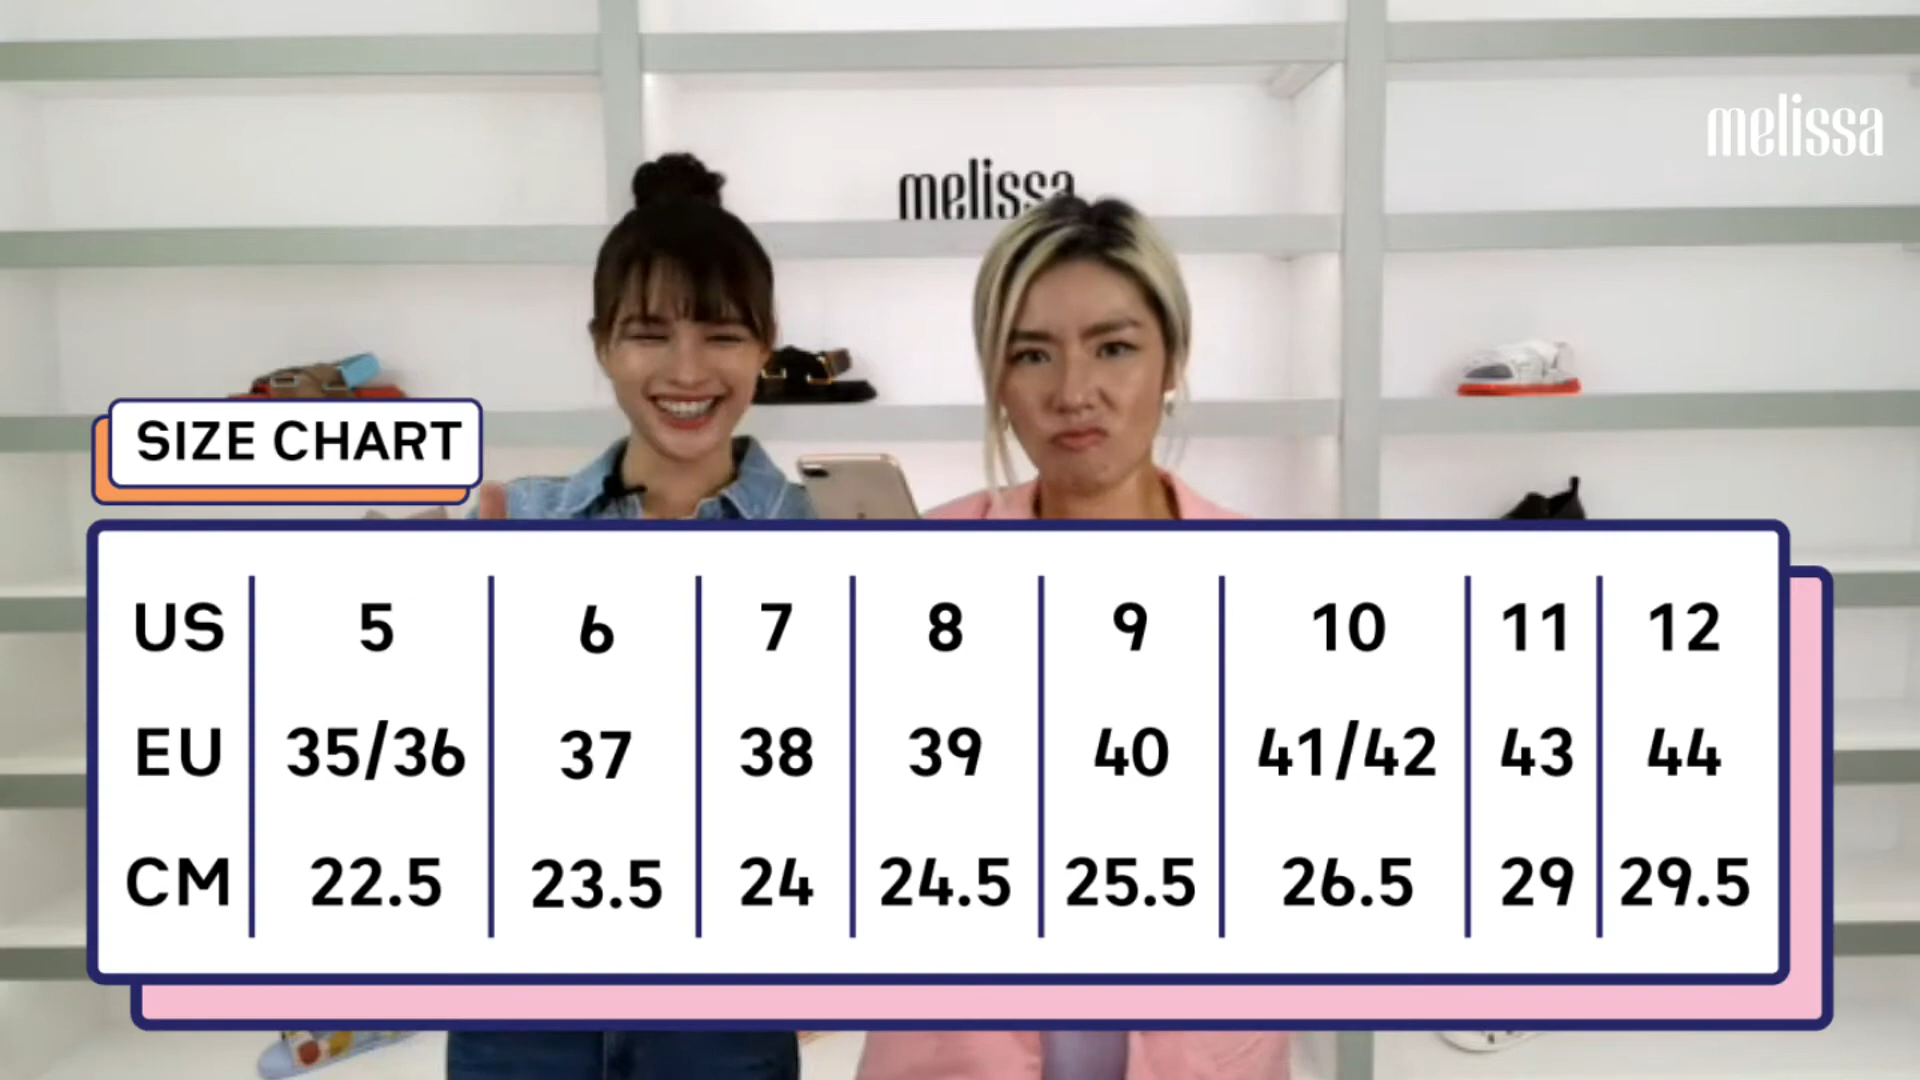 melissa
melissa
SIZE CHART
US 5 6 7 8 9 10 11 12
EU 35/36 37 38 39 40 41/42 43 44
CM 22.5 23.5 24 24.5 25.5 26.5 29 29.5